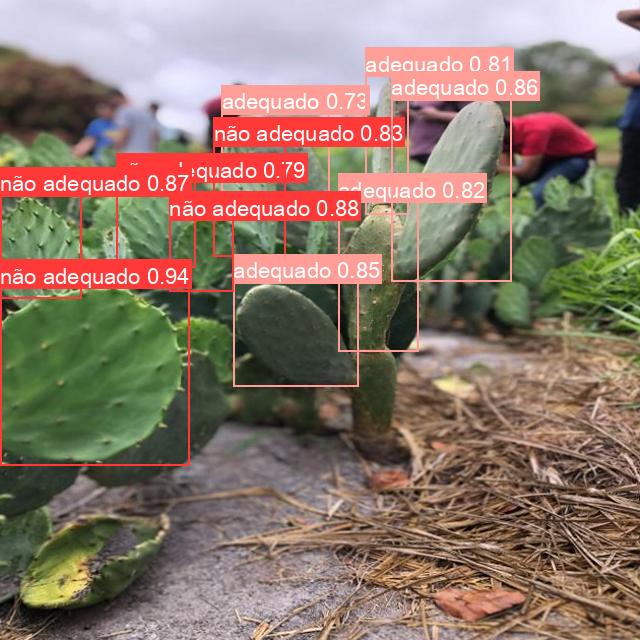 adequado 0.81
adequado 0.86
adequado 0.73
não adequado 0.83
equado 0.79
não adequado 0.87
adequado 0.82
não adequado 0.88
adequado 0.85
não adequado 0.94